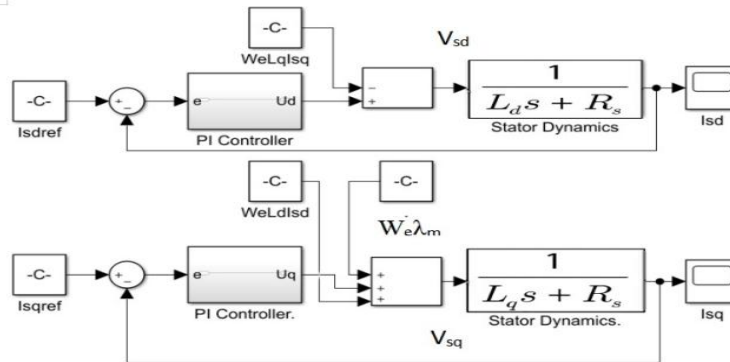 -C-
WeLqIsq
Vsd
-C-
Isdref
+
−
e
Ud
PI Controller
−
+
1
Lds + Rs
Stator Dynamics
Isd
-C-
WeLdIsd
-C-
Weλm
-C-
Isqref
+
−
e
Uq
PI Controller.
+
+
+
1
Lqs + Rs
Stator Dynamics.
Isq
Vsq